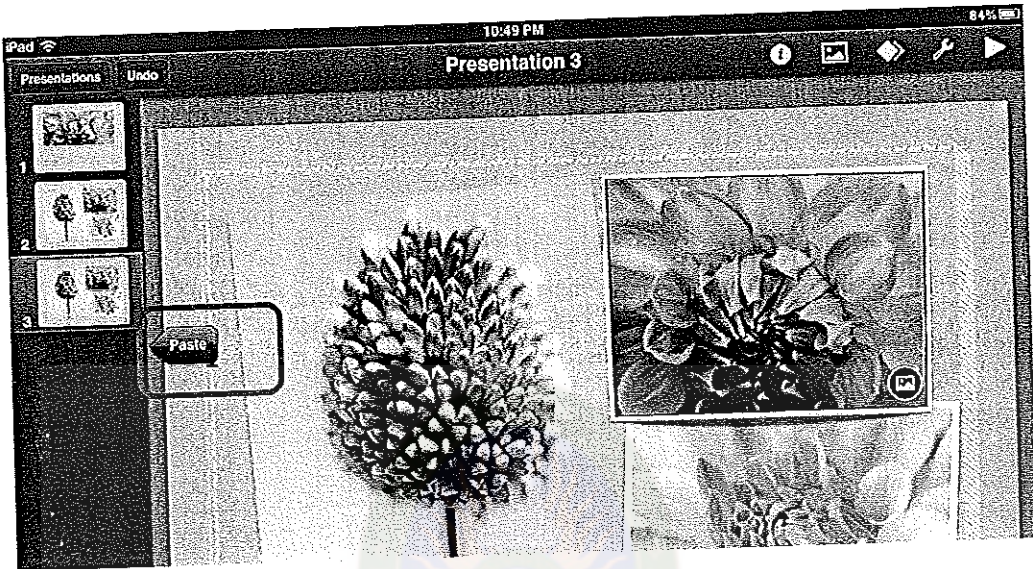 iPad
10:49 PM
84%
Presentations
Undo
Presentation 3
1
2
3
Paste